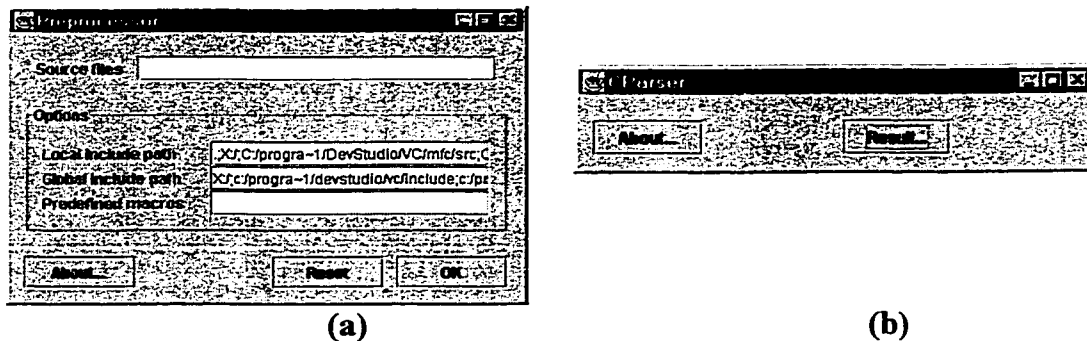 Preprocessor
Source files:
Options
Local include path: .;X:/;C:/progra~1/DevStudio/VC/mfc/src;C
Global include path: X:/;c:/progra~1/devstudio/vc/include;c:/pa
Predefined macros:
About... Reset OK
(a)
CParser
About... Result...
(b)